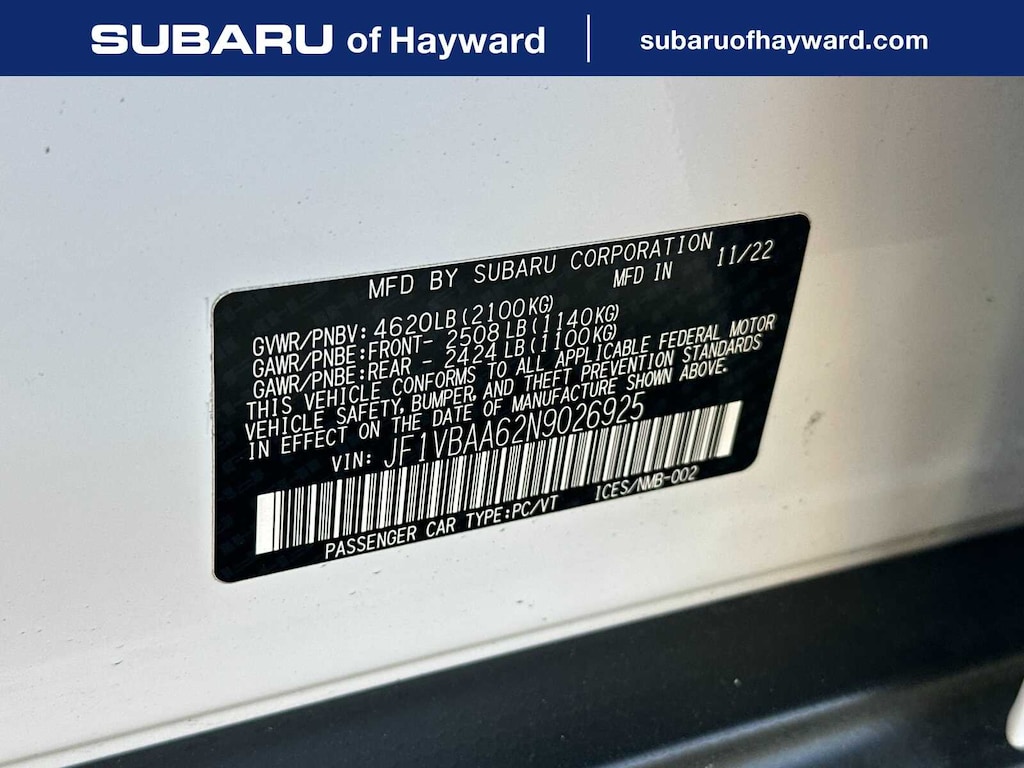 SUBARU of Hayward | subaruofhayward.com
MFD BY SUBARU CORPORATION
MFD IN 11/22
GVWR/PNBV: 4620LB(2100KG)
GAWR/PNBE:FRONT- 2508LB(1140KG)
GAWR/PNBE:REAR - 2424LB(1100KG)
THIS VEHICLE CONFORMS TO ALL APPLICABLE FEDERAL MOTOR
VEHICLE SAFETY, BUMPER, AND THEFT PREVENTION STANDARDS
IN EFFECT ON THE DATE OF MANUFACTURE SHOWN ABOVE.
VIN: JF1VBAA62N9026925
PASSENGER CAR TYPE:PC/VT ICES/NMB-002